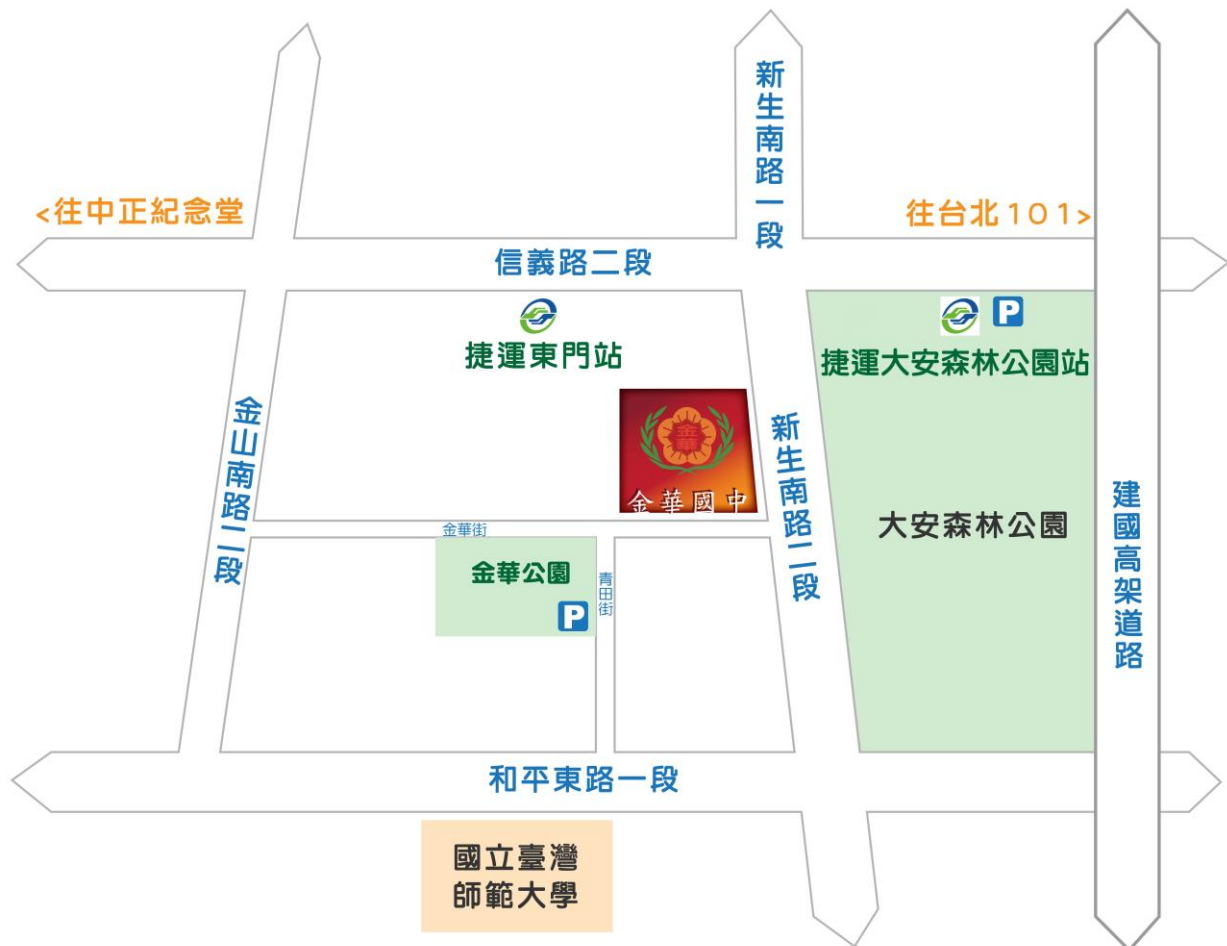 新生南路一段
<往中正紀念堂
往台北101>
信義路二段
捷運東門站
P
捷運大安森林公園站
金華
金華國中
金山南路二段
新生南路二段
大安森林公園
建國高架道路
金華街
金華公園
P
青田街
和平東路一段
國立臺灣
師範大學